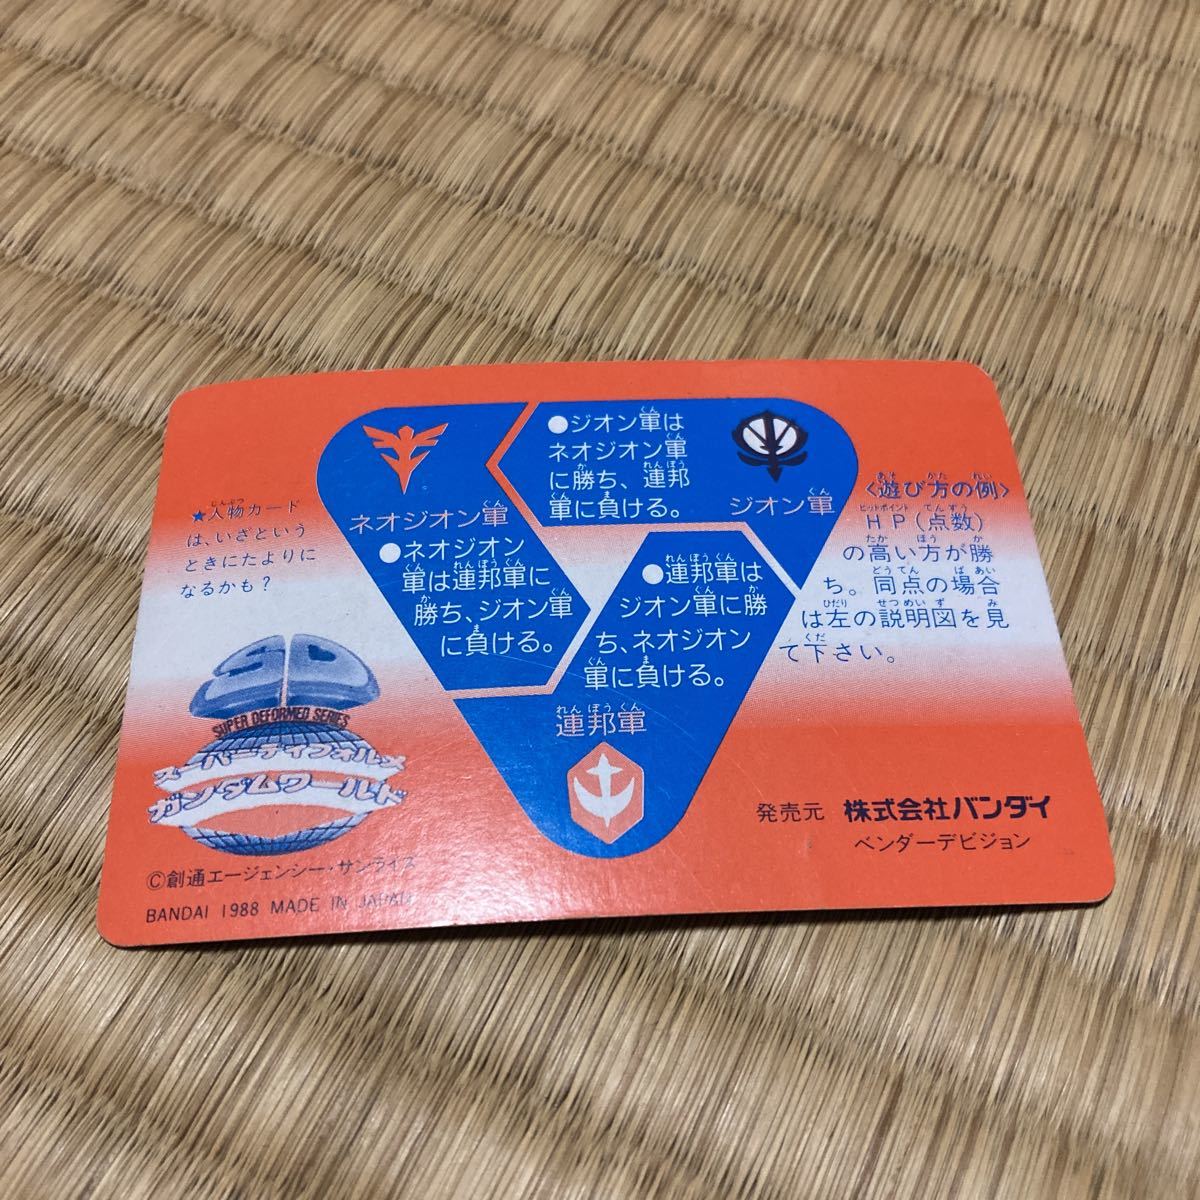 ★人物カード
は、いざという
ときにたよりに
なるかも?
ネオジオン軍
●ネオジオン
軍は連邦軍に
勝ち、ジオン軍
に負ける。
●ジオン軍は
ネオジオン軍
に勝ち、連邦
軍に負ける。
ジオン軍
●連邦軍は
ジオン軍に勝
ち、ネオジオン
軍に負ける。
連邦軍
〈遊び方の例〉
HP(点数)
の高い方が勝
ち。同点の場合
は左の説明図を見
て下さい。
SUPER DEFORMED SERIES
スーパーディフォルメ
ガンダムワールド
©創通エージェンシー・サンライズ
BANDAI 1988 MADE IN JAPAN
発売元 株式会社バンダイ
ベンダーデビジョン